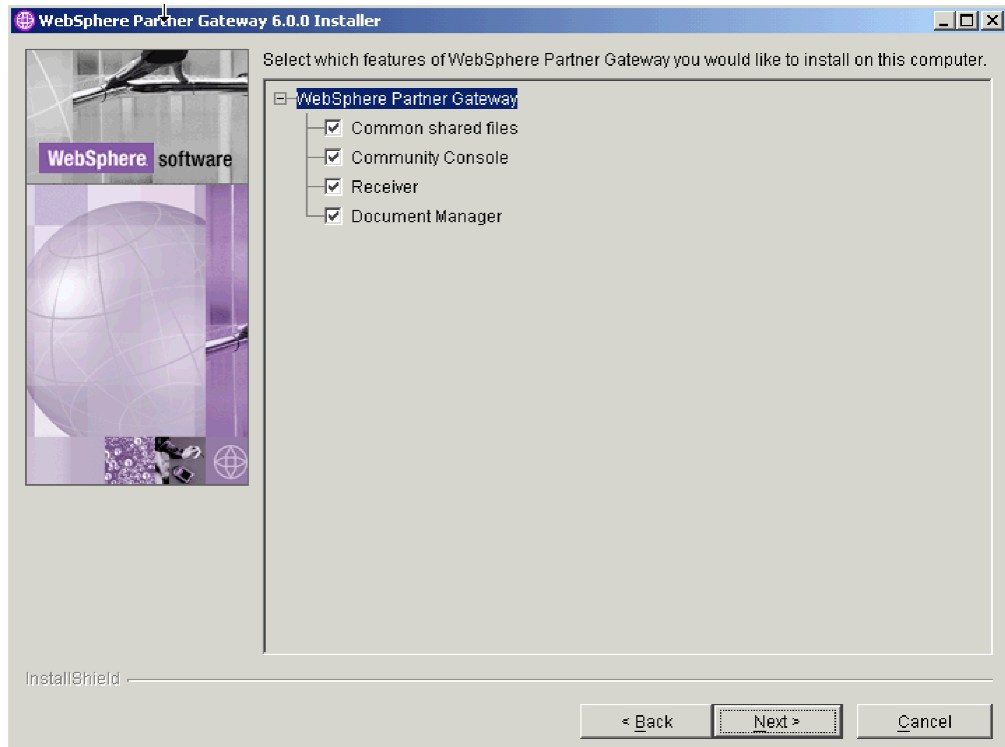 WebSphere Partner Gateway 6.0.0 Installer
Select which features of WebSphere Partner Gateway you would like to install on this computer.
WebSphere software
WebSphere Partner Gateway
Common shared files
Community Console
Receiver
Document Manager
InstallShield
< Back
Next >
Cancel